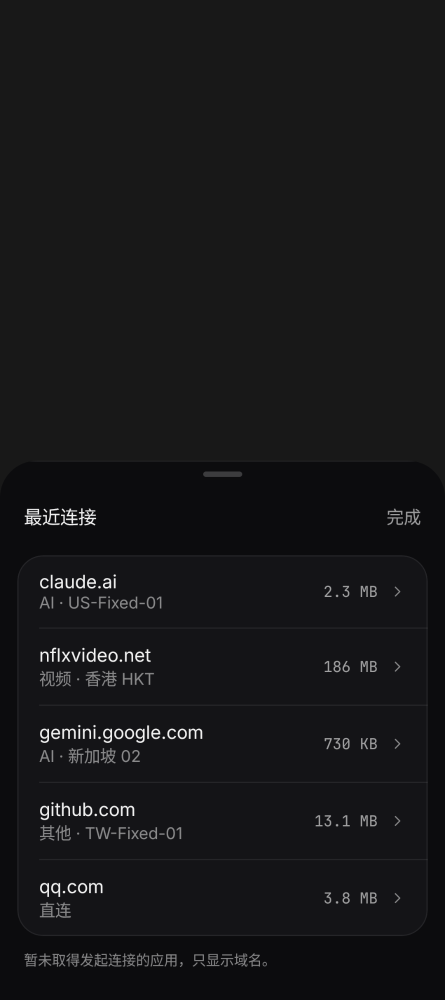 最近连接
完成
claude.ai
AI · US-Fixed-01
2.3 MB
nflxvideo.net
视频 · 香港 HKT
186 MB
gemini.google.com
AI · 新加坡 02
730 KB
github.com
其他 · TW-Fixed-01
13.1 MB
qq.com
直连
3.8 MB
暂未取得发起连接的应用，只显示域名。